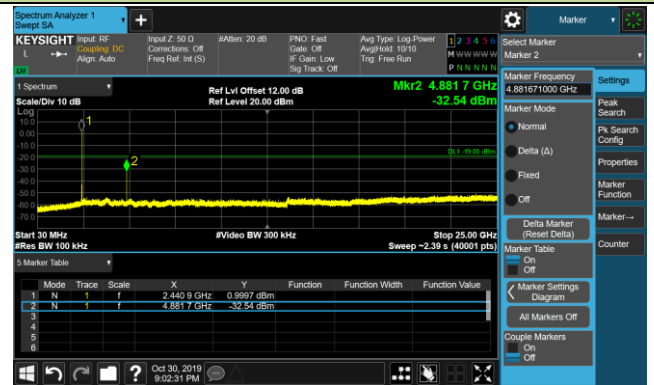 Spectrum Analyzer 1
Swept SA
Marker
KEYSIGHT
L
Input: RF
Coupling: DC
Align: Auto
Input Z: 50 Ω
Corrections: Off
Freq Ref: Int (S)
#Atten: 20 dB
PNO: Fast
Gate: Off
IF Gain: Low
Sig Track: Off
Avg Type: Log-Power
Avg|Hold: 10/10
Trig: Free Run
1 2 3 4 5 6
M W W W W W
P N N N N N
Select Marker
Marker 2
1 Spectrum
Scale/Div 10 dB
Log
Ref Lvl Offset 12.00 dB
Ref Level 20.00 dBm
Mkr2 4.881 7 GHz
-32.54 dBm
10.0
0.00
-10.0
-20.0
-30.0
-40.0
-50.0
-60.0
-70.0
1
2
DL1 -19.00 dBm
Start 30 MHz
#Res BW 100 kHz
#Video BW 300 kHz
Stop 25.00 GHz
Sweep ~2.39 s (40001 pts)
5 Marker Table
Mode Trace Scale X Y Function Function Width Function Value
1 N 1 f 2.440 9 GHz 0.9997 dBm
2 N 1 f 4.881 7 GHz -32.54 dBm
3
4
5
6
Marker Frequency
4.881671000 GHz
Marker Mode
Normal
Delta (Δ)
Fixed
Off
Delta Marker
(Reset Delta)
Marker Table
On
Off
Marker Settings
Diagram
All Markers Off
Couple Markers
On
Off
Settings
Peak
Search
Pk Search
Config
Properties
Marker
Function
Marker→
Counter
?
Oct 30, 2019
9:02:31 PM